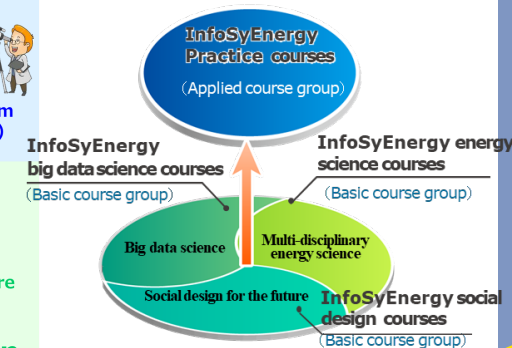 InfoSyEnergy
Practice courses
(Applied course group)
m
)
InfoSyEnergy
big data science courses
(Basic course group)
InfoSyEnergy energy
science courses
(Basic course group)
Big data science
Multi-disciplinary
energy science
Social design for the future
InfoSyEnergy social
design courses
(Basic course group)
re